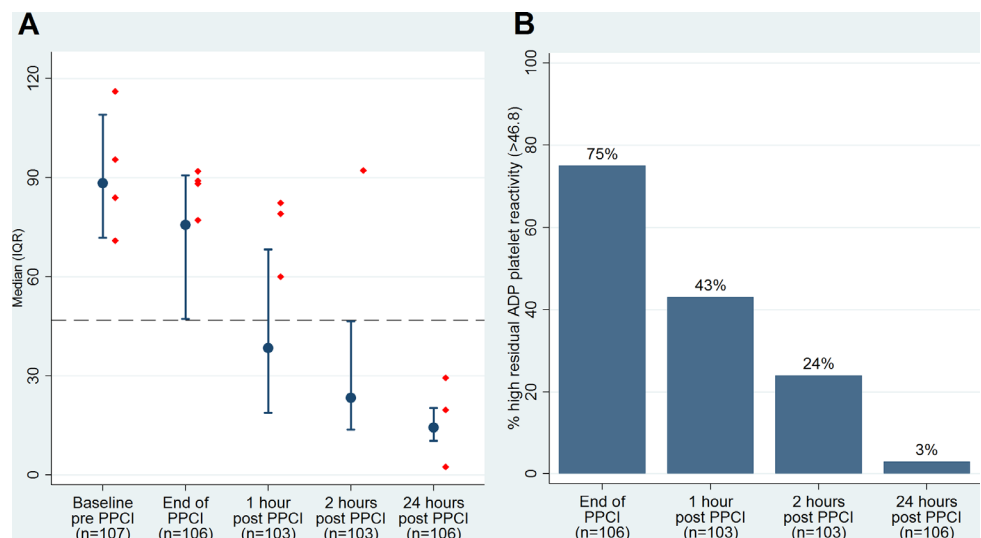 A
Median (IQR)
120
90
60
30
0
Baseline
pre PPCI
(n=107)
End of
PPCI
(n=106)
1 hour
post PPCI
(n=103)
2 hours
post PPCI
(n=103)
24 hours
post PPCI
(n=106)
B
% high residual ADP platelet reactivity (>46.8)
100
80
60
40
20
0
75%
43%
24%
3%
End of
PPCI
(n=106)
1 hour
post PPCI
(n=103)
2 hours
post PPCI
(n=103)
24 hours
post PPCI
(n=106)